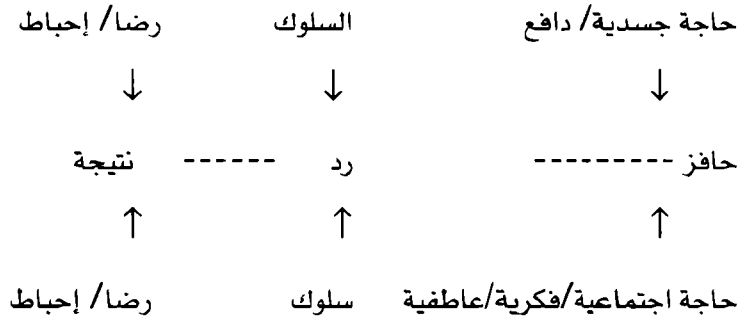 حاجة جسدية/ دافع السلوك رضا/ إحباط
↓ ↓ ↓
حافز --------- رد ------ نتيجة
↑ ↑ ↑
حاجة اجتماعية/فكرية/عاطفية سلوك رضا/ إحباط